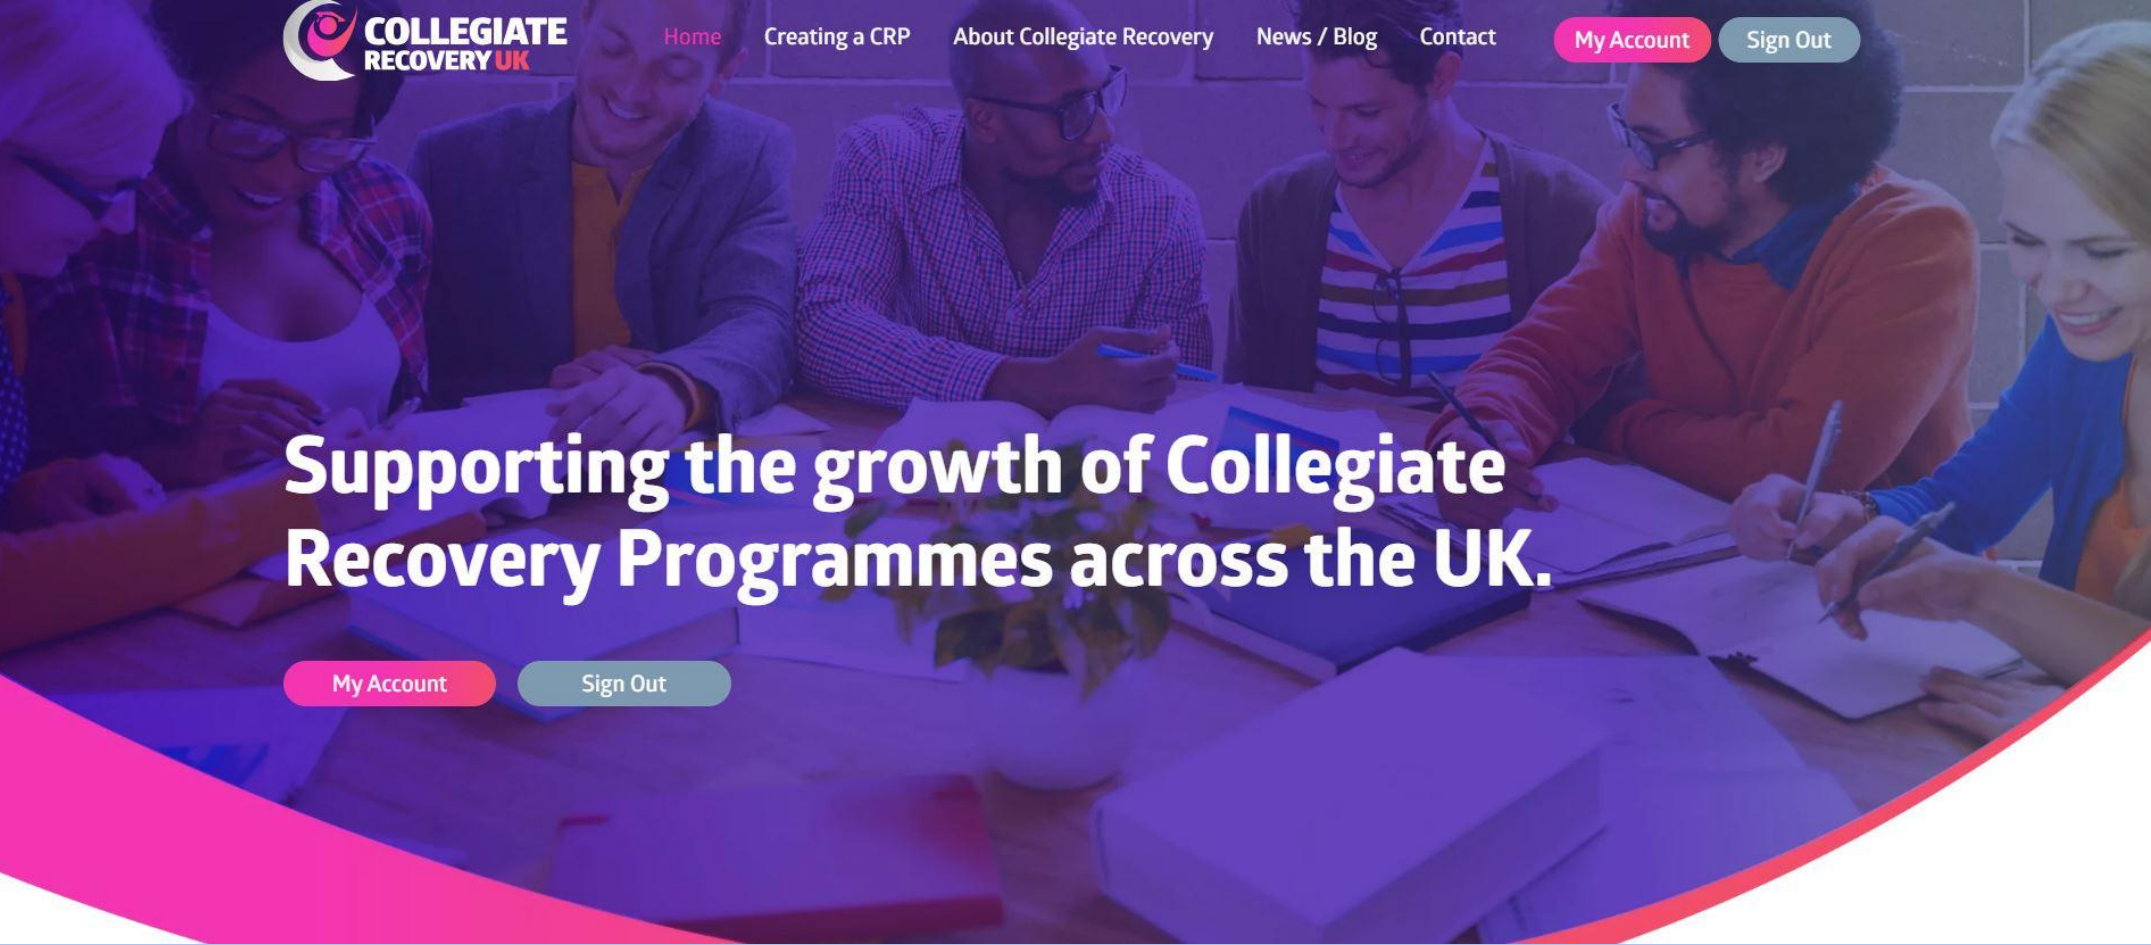 COLLEGIATE
RECOVERY UK
Home
Creating a CRP
About Collegiate Recovery
News / Blog
Contact
My Account
Sign Out
Supporting the growth of Collegiate
Recovery Programmes across the UK.
My Account
Sign Out